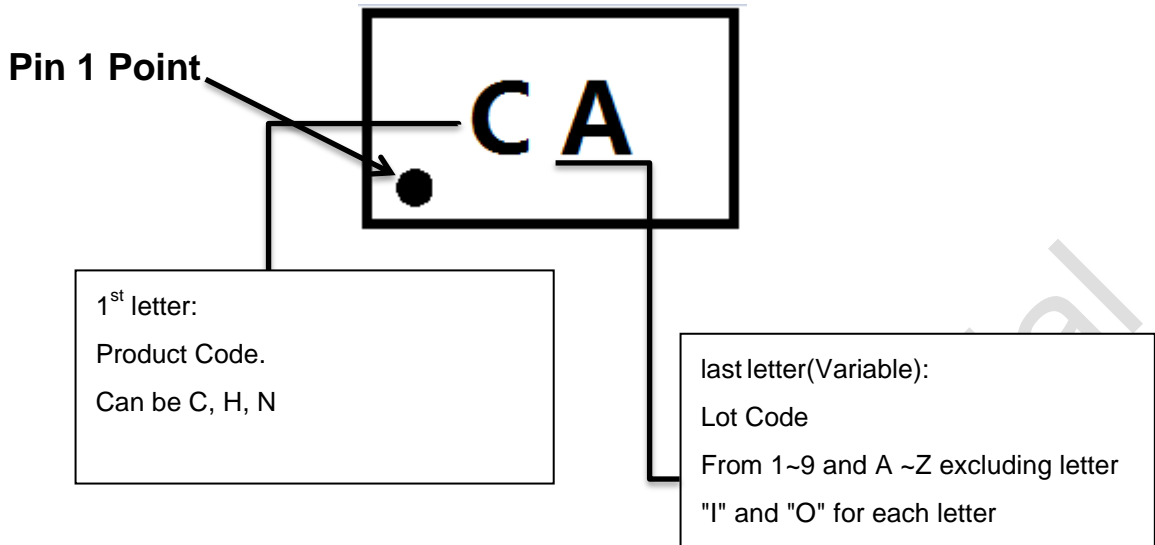 Pin 1 Point
C A
1st letter:
Product Code.
Can be C, H, N
last letter(Variable):
Lot Code
From 1~9 and A ~Z excluding letter
"I" and "O" for each letter